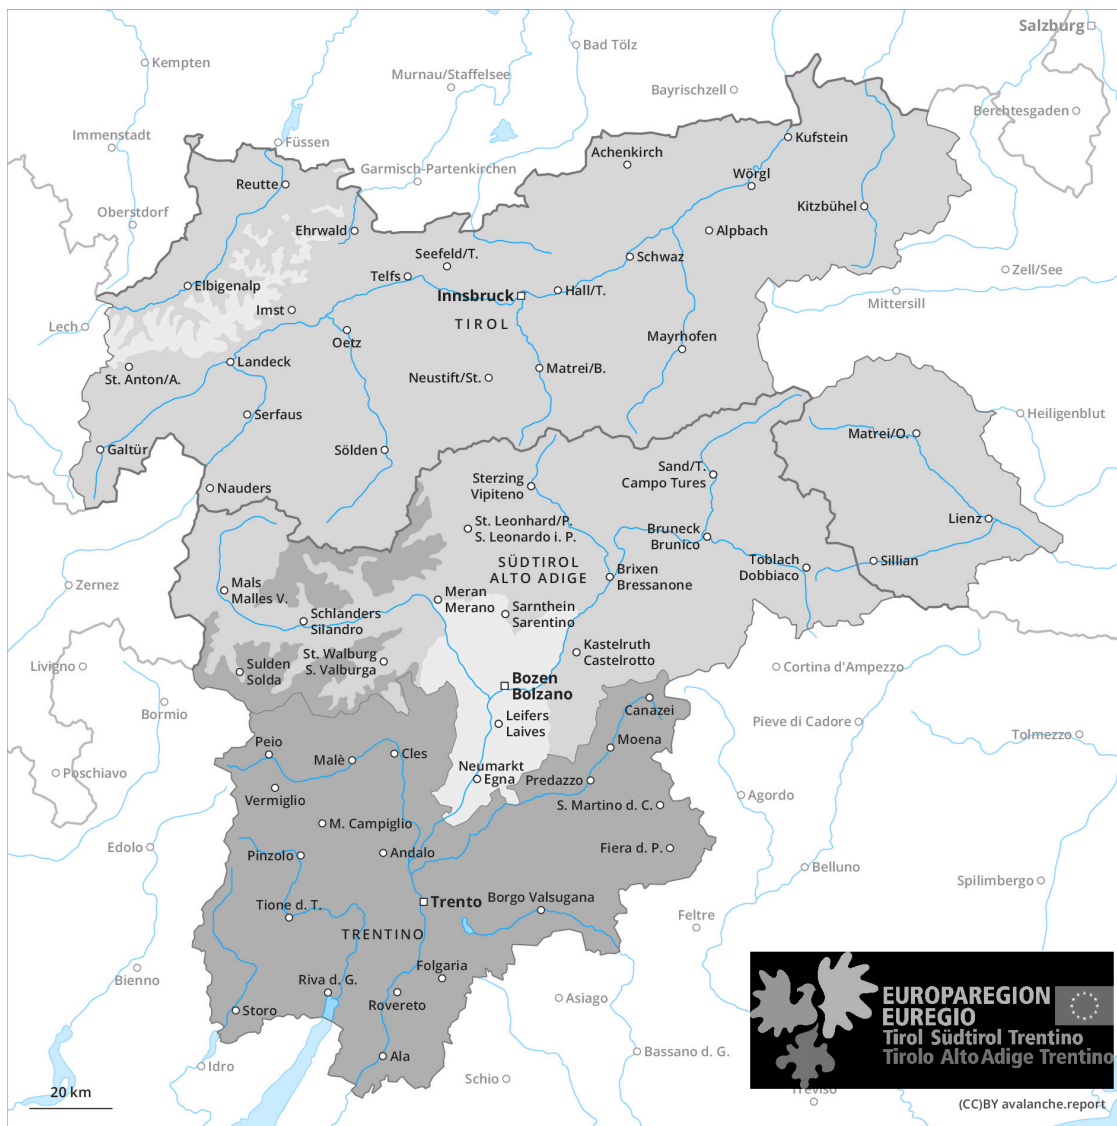 Salzburg
Kempten
Bad Tölz
Murnau/Staffelsee
Bayrischzell
Berchtesgaden
Immenstadt
Füssen
Kufstein
Achenkirch
Garmisch-Partenkirchen
Wörgl
Reutte
Kitzbühel
Oberstdorf
Ehrwald
Alpbach
Seefeld/T.
Schwaz
Telfs
Zell/See
Elbigenalp
Innsbruck
Hall/T.
Mittersill
Imst
TIROL
Lech
Oetz
Mayrhofen
Landeck
Matrei/B.
St. Anton/A.
Neustift/St.
Serfaus
Heiligenblut
Matrei/O.
Galtür
Sölden
Sand/T.
Campo Tures
Sterzing
Vipiteno
Nauders
St. Leonhard/P.
S. Leonardo i. P.
Lienz
Bruneck
Brunico
SÜDTIROL
ALTO ADIGE
Toblach
Dobbiaco
Sillian
Brixen
Bressanone
Zernez
Mals
Malles V.
Meran
Merano
Sarnthein
Sarentino
Schlanders
Silandro
Kastelruth
Castelrotto
St. Walburg
S. Valburga
Livigno
Sulden
Solda
Cortina d'Ampezzo
Bozen
Bolzano
Bormio
Canazei
Leifers
Laives
Pieve di Cadore
Tolmezzo
Peio
Moena
Malè
Cles
Poschiavo
Neumarkt
Egna
Predazzo
Vermiglio
Agordo
S. Martino d. C.
M. Campiglio
Edolo
Pinzolo
Andalo
Fiera d. P.
Belluno
Spilimbergo
Tione d. T.
Trento
Borgo Valsugana
Feltre
TRENTINO
Folgaria
Bienno
Riva d. G.
Rovereto
Asiago
Storo
EUROPAREGION
EUREGIO
Tirol Südtirol Trentino
Tirolo Alto Adige Trentino
Ala
Bassano d. G.
Idro
Schio
20 km
Treviso
(CC)BY avalanche.report